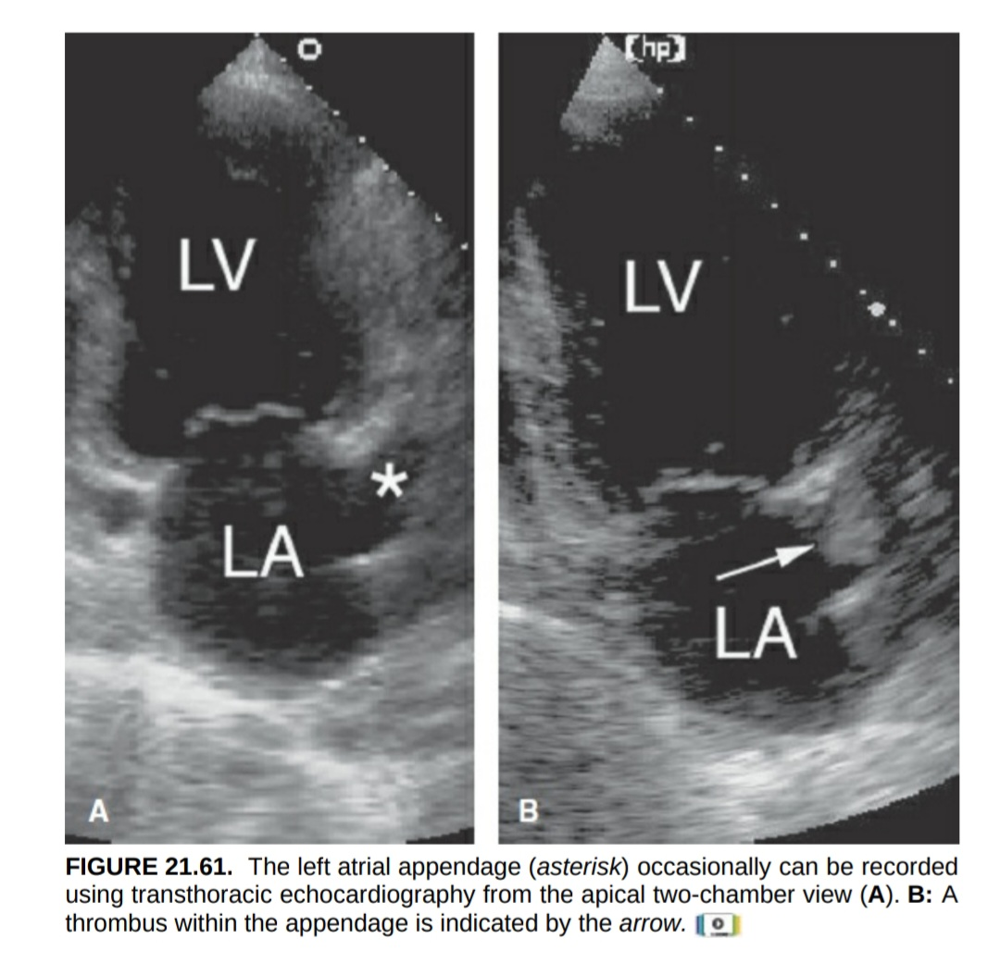 [hp]
LV
LV
*
LA
LA
A
B
FIGURE 21.61. The left atrial appendage (asterisk) occasionally can be recorded
using transthoracic echocardiography from the apical two-chamber view (A). B: A
thrombus within the appendage is indicated by the arrow.